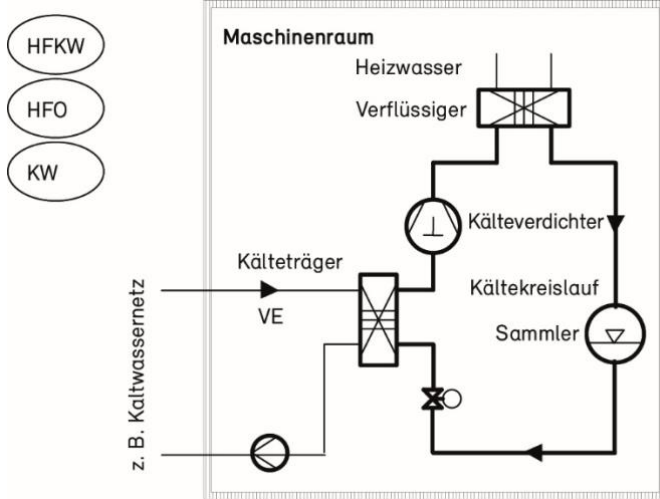 HFKW
HFO
KW
Maschinenraum
Heizwasser
Verflüssiger
Kälteverdichter
Kälteträger
Kältekreislauf
VE
Sammler
z. B. Kaltwassernetz